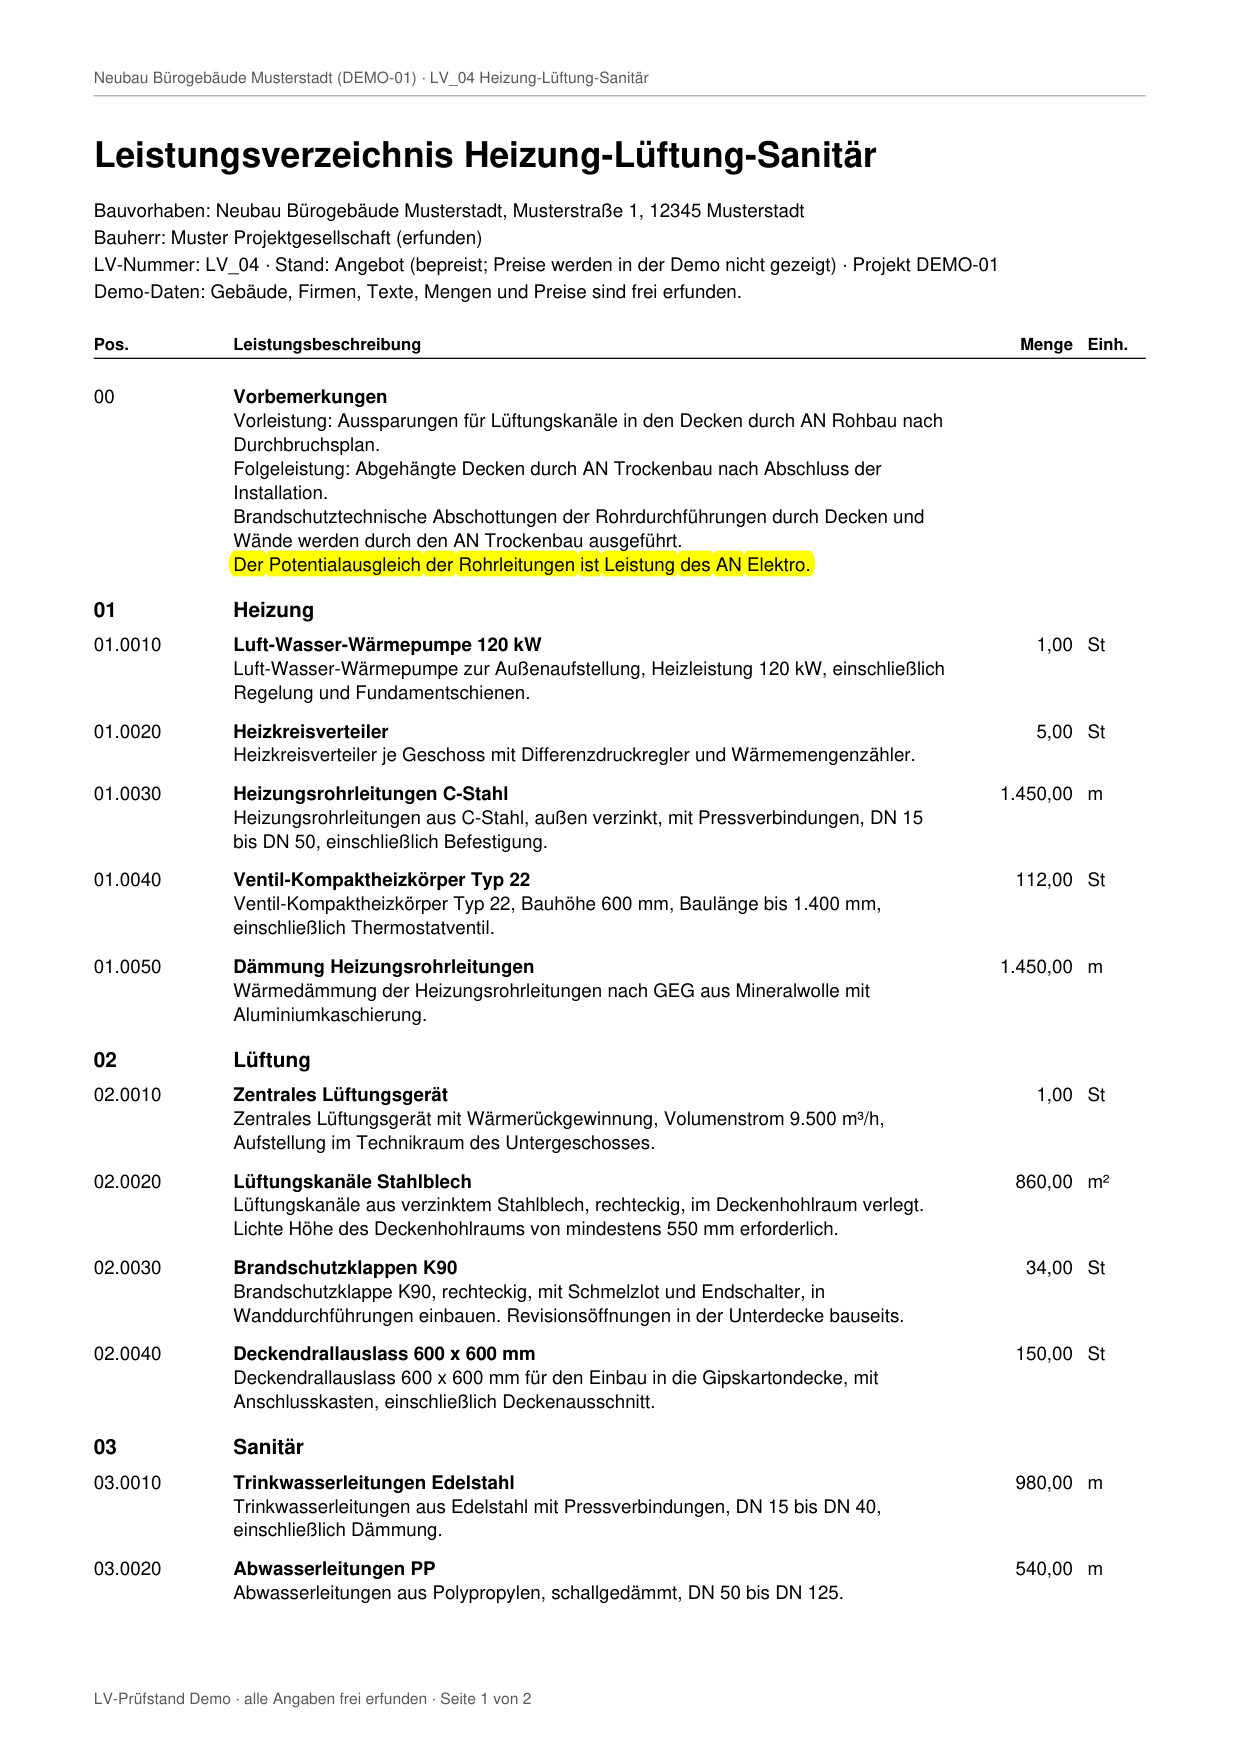 Neubau Bürogebäude Musterstadt (DEMO-01) · LV_04 Heizung-Lüftung-Sanitär
Leistungsverzeichnis Heizung-Lüftung-Sanitär
Bauvorhaben: Neubau Bürogebäude Musterstadt, Musterstraße 1, 12345 Musterstadt
Bauherr: Muster Projektgesellschaft (erfunden)
LV-Nummer: LV_04 · Stand: Angebot (bepreist; Preise werden in der Demo nicht gezeigt) · Projekt DEMO-01
Demo-Daten: Gebäude, Firmen, Texte, Mengen und Preise sind frei erfunden.
Pos. Leistungsbeschreibung Menge Einh.
00 Vorbemerkungen
Vorleistung: Aussparungen für Lüftungskanäle in den Decken durch AN Rohbau nach
Durchbruchsplan.
Folgeleistung: Abgehängte Decken durch AN Trockenbau nach Abschluss der
Installation.
Brandschutztechnische Abschottungen der Rohrdurchführungen durch Decken und
Wände werden durch den AN Trockenbau ausgeführt.
Der Potentialausgleich der Rohrleitungen ist Leistung des AN Elektro.
01 Heizung
01.0010 Luft-Wasser-Wärmepumpe 120 kW 1,00 St
Luft-Wasser-Wärmepumpe zur Außenaufstellung, Heizleistung 120 kW, einschließlich
Regelung und Fundamentschienen.
01.0020 Heizkreisverteiler 5,00 St
Heizkreisverteiler je Geschoss mit Differenzdruckregler und Wärmemengenzähler.
01.0030 Heizungsrohrleitungen C-Stahl 1.450,00 m
Heizungsrohrleitungen aus C-Stahl, außen verzinkt, mit Pressverbindungen, DN 15
bis DN 50, einschließlich Befestigung.
01.0040 Ventil-Kompaktheizkörper Typ 22 112,00 St
Ventil-Kompaktheizkörper Typ 22, Bauhöhe 600 mm, Baulänge bis 1.400 mm,
einschließlich Thermostatventil.
01.0050 Dämmung Heizungsrohrleitungen 1.450,00 m
Wärmedämmung der Heizungsrohrleitungen nach GEG aus Mineralwolle mit
Aluminiumkaschierung.
02 Lüftung
02.0010 Zentrales Lüftungsgerät 1,00 St
Zentrales Lüftungsgerät mit Wärmerückgewinnung, Volumenstrom 9.500 m³/h,
Aufstellung im Technikraum des Untergeschosses.
02.0020 Lüftungskanäle Stahlblech 860,00 m²
Lüftungskanäle aus verzinktem Stahlblech, rechteckig, im Deckenhohlraum verlegt.
Lichte Höhe des Deckenhohlraums von mindestens 550 mm erforderlich.
02.0030 Brandschutzklappen K90 34,00 St
Brandschutzklappe K90, rechteckig, mit Schmelzlot und Endschalter, in
Wanddurchführungen einbauen. Revisionsöffnungen in der Unterdecke bauseits.
02.0040 Deckendrallauslass 600 x 600 mm 150,00 St
Deckendrallauslass 600 x 600 mm für den Einbau in die Gipskartondecke, mit
Anschlusskasten, einschließlich Deckenausschnitt.
03 Sanitär
03.0010 Trinkwasserleitungen Edelstahl 980,00 m
Trinkwasserleitungen aus Edelstahl mit Pressverbindungen, DN 15 bis DN 40,
einschließlich Dämmung.
03.0020 Abwasserleitungen PP 540,00 m
Abwasserleitungen aus Polypropylen, schallgedämmt, DN 50 bis DN 125.
LV-Prüfstand Demo · alle Angaben frei erfunden · Seite 1 von 2